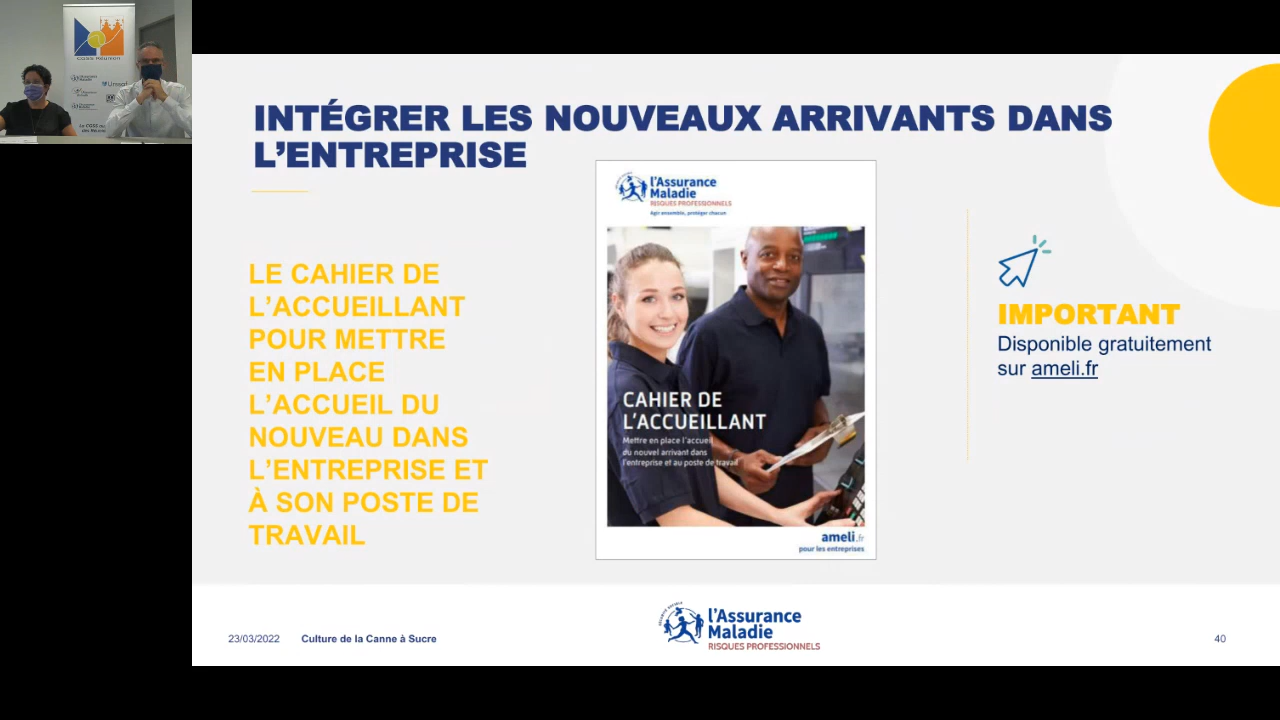 CGSS Réunion
INTÉGRER LES NOUVEAUX ARRIVANTS DANS
L'ENTREPRISE
LE CAHIER DE
L'ACCUEILLANT
POUR METTRE
EN PLACE
L'ACCUEIL DU
NOUVEAU DANS
L'ENTREPRISE ET
À SON POSTE DE
TRAVAIL
l'Assurance
Maladie
RISQUES PROFESSIONNELS
Agir ensemble, protéger chacun
CAHIER DE
L'ACCUEILLANT
Mettre en place l'accueil
du nouvel arrivant dans
l'entreprise et au poste de travail
ameli.fr
pour les entreprises
IMPORTANT
Disponible gratuitement
sur ameli.fr
23/03/2022 Culture de la Canne à Sucre
l'Assurance
Maladie
RISQUES PROFESSIONNELS
40